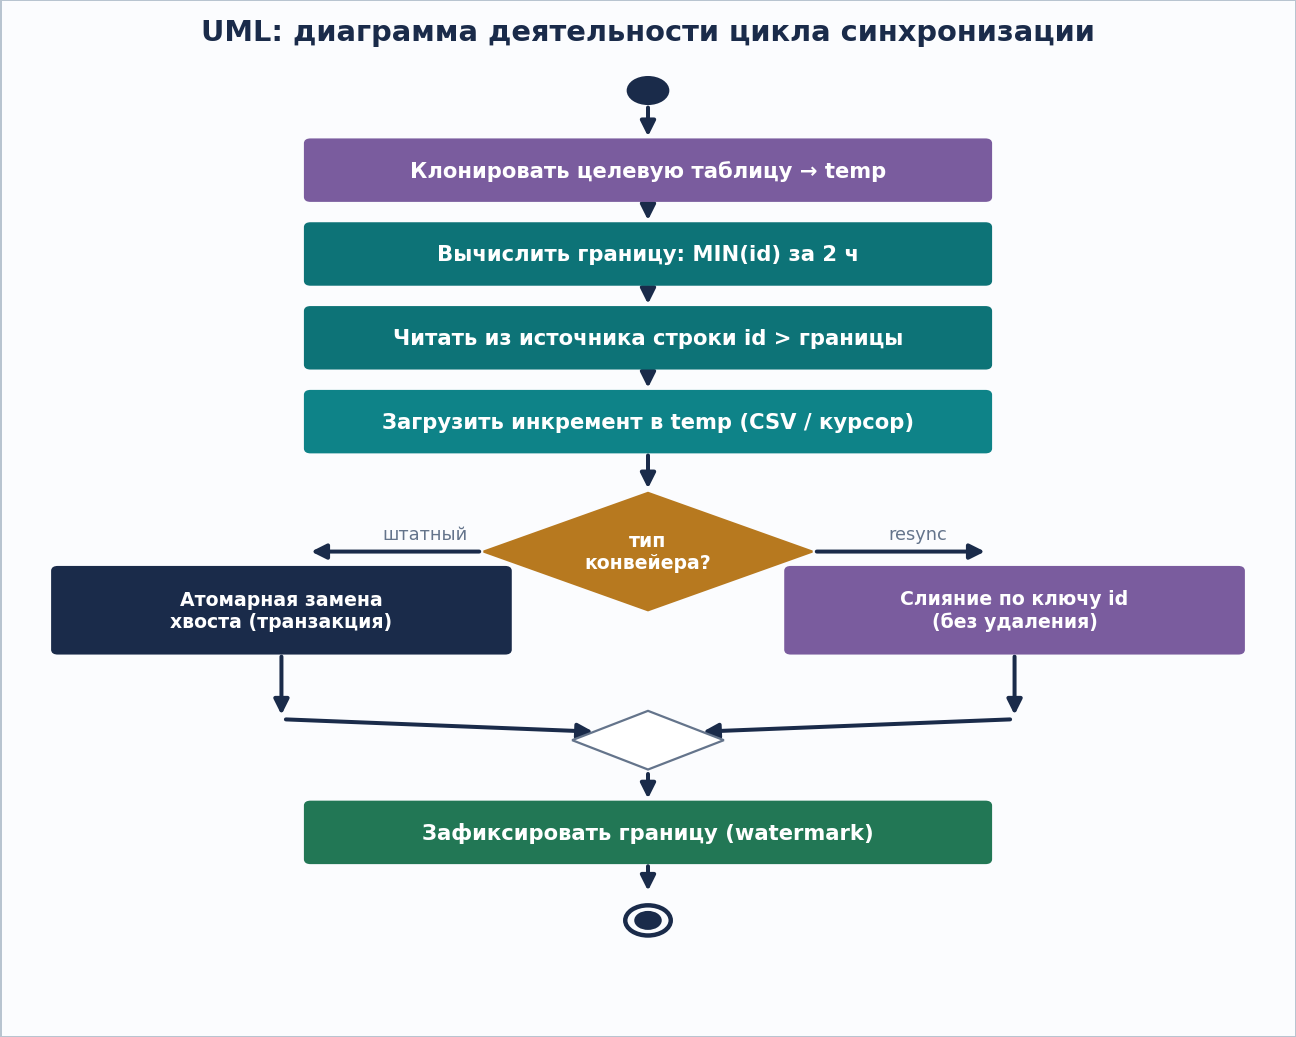 UML: диаграмма деятельности цикла синхронизации
Клонировать целевую таблицу → temp
Вычислить границу: MIN(id) за 2 ч
Читать из источника строки id > границы
Загрузить инкремент в temp (CSV / курсор)
штатный
тип
конвейера?
resync
Атомарная замена
хвоста (транзакция)
Слияние по ключу id
(без удаления)
Зафиксировать границу (watermark)